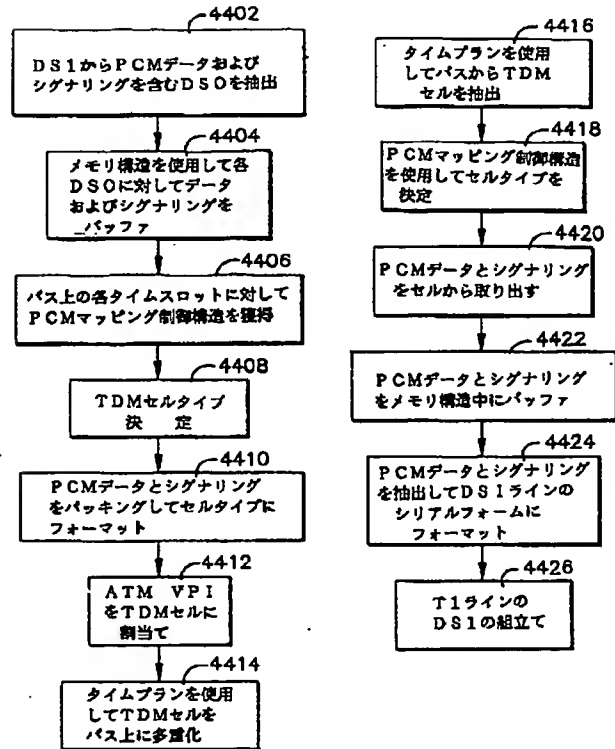 4402
DS1からPCMデータおよび
シグナリングを含むDSOを抽出
4404
メモリ構造を使用して各
DSOに対してデータ
およびシグナリングを
バッファ
4406
バス上の各タイムスロットに対して
PCMマッピング制御構造を獲得
4408
TDMセルタイプ
決 定
4410
PCMデータとシグナリング
をパッキングしてセルタイプに
フォーマット
4412
ATM VPI
をTDMセルに
割当て
4414
タイムプランを使用
してTDMセルを
バス上に多重化
4416
タイムプランを使用
してバスからTDM
セルを抽出
4418
PCMマッピング制御構造
を使用してセルタイプを
決定
4420
PCMデータとシグナリング
をセルから取り出す
4422
PCMデータとシグナリング
をメモリ構造中にバッファ
4424
PCMデータとシグナリング
を抽出してDS1ラインの
シリアルフォームに
フォーマット
4426
T1ラインの
DS1の組立て